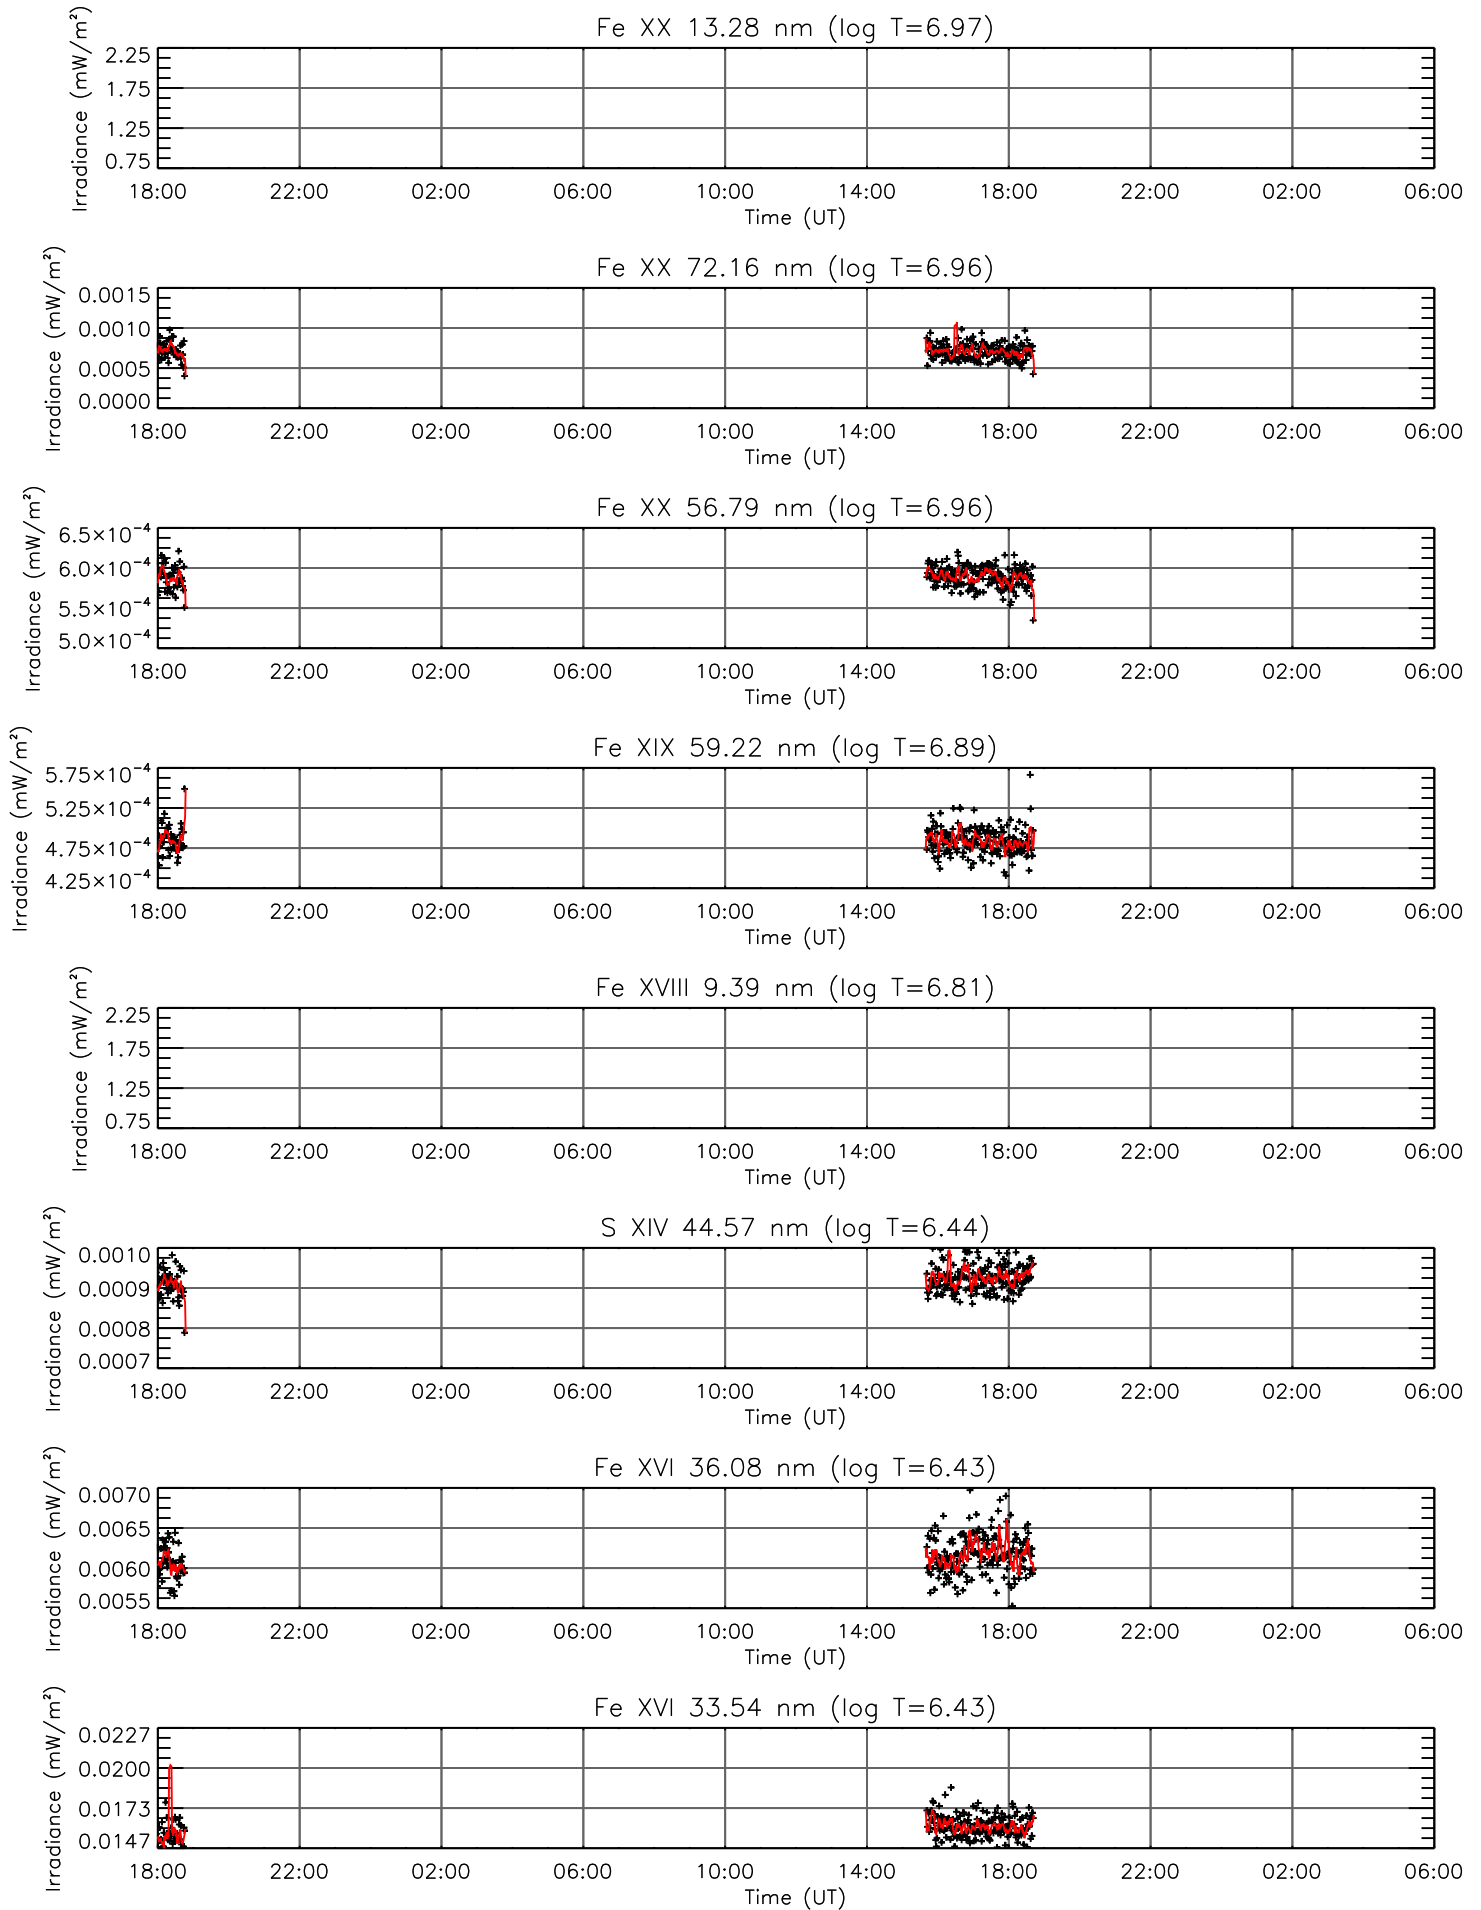 Fe XX 13.28 nm (log T=6.97)
Irradiance (mW/m²)
2.25
1.75
1.25
0.75
18:00 22:00 02:00 06:00 10:00 14:00 18:00 22:00 02:00 06:00
Time (UT)
Fe XX 72.16 nm (log T=6.96)
Irradiance (mW/m²)
0.0015
0.0010
0.0005
0.0000
18:00 22:00 02:00 06:00 10:00 14:00 18:00 22:00 02:00 06:00
Time (UT)
Fe XX 56.79 nm (log T=6.96)
Irradiance (mW/m²)
6.5×10⁻⁴
6.0×10⁻⁴
5.5×10⁻⁴
5.0×10⁻⁴
18:00 22:00 02:00 06:00 10:00 14:00 18:00 22:00 02:00 06:00
Time (UT)
Fe XIX 59.22 nm (log T=6.89)
Irradiance (mW/m²)
5.75×10⁻⁴
5.25×10⁻⁴
4.75×10⁻⁴
4.25×10⁻⁴
18:00 22:00 02:00 06:00 10:00 14:00 18:00 22:00 02:00 06:00
Time (UT)
Fe XVIII 9.39 nm (log T=6.81)
Irradiance (mW/m²)
2.25
1.75
1.25
0.75
18:00 22:00 02:00 06:00 10:00 14:00 18:00 22:00 02:00 06:00
Time (UT)
S XIV 44.57 nm (log T=6.44)
Irradiance (mW/m²)
0.0010
0.0009
0.0008
0.0007
18:00 22:00 02:00 06:00 10:00 14:00 18:00 22:00 02:00 06:00
Time (UT)
Fe XVI 36.08 nm (log T=6.43)
Irradiance (mW/m²)
0.0070
0.0065
0.0060
0.0055
18:00 22:00 02:00 06:00 10:00 14:00 18:00 22:00 02:00 06:00
Time (UT)
Fe XVI 33.54 nm (log T=6.43)
Irradiance (mW/m²)
0.0227
0.0200
0.0173
0.0147
18:00 22:00 02:00 06:00 10:00 14:00 18:00 22:00 02:00 06:00
Time (UT)